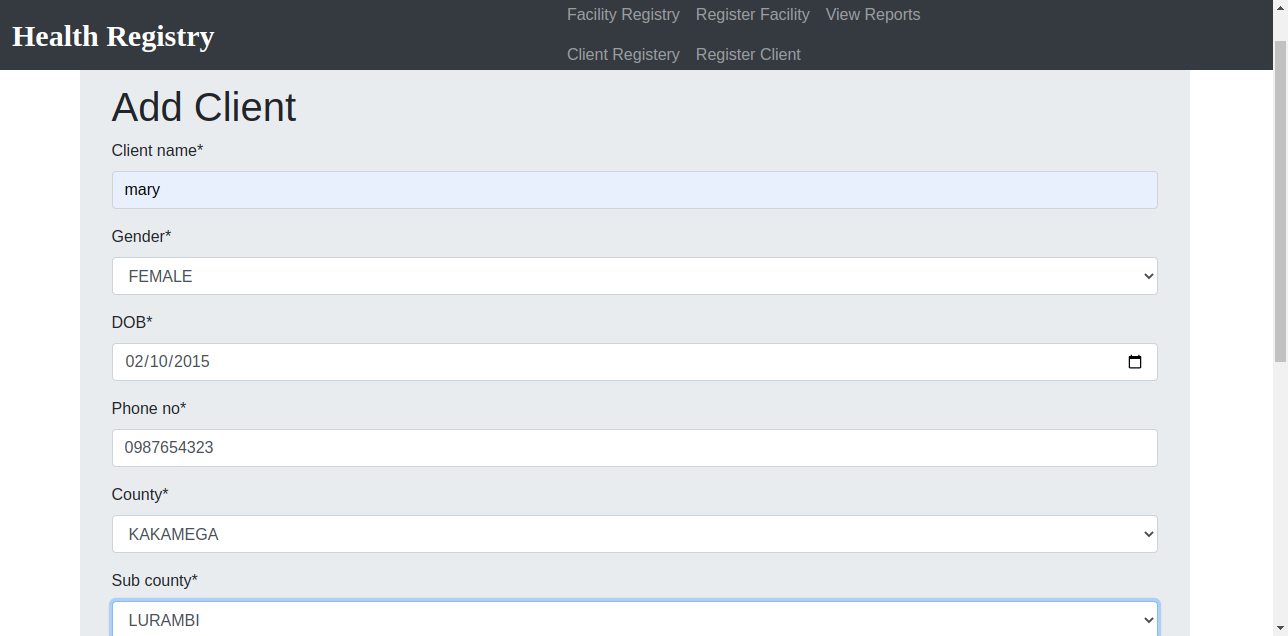 Health Registry
Facility Registry Register Facility View Reports
Client Registery Register Client
Add Client
Client name*
mary
Gender*
FEMALE
DOB*
02/10/2015
Phone no*
0987654323
County*
KAKAMEGA
Sub county*
LURAMBI